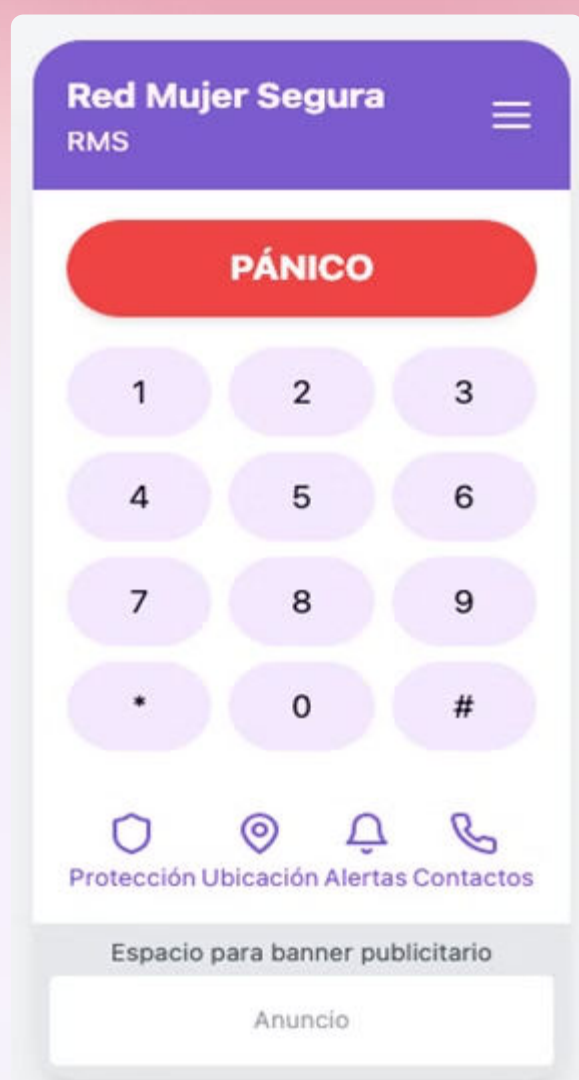 Red Mujer Segura
RMS
PÁNICO
1 2 3
4 5 6
7 8 9
* 0 #
Protección Ubicación Alertas Contactos
Espacio para banner publicitario
Anuncio